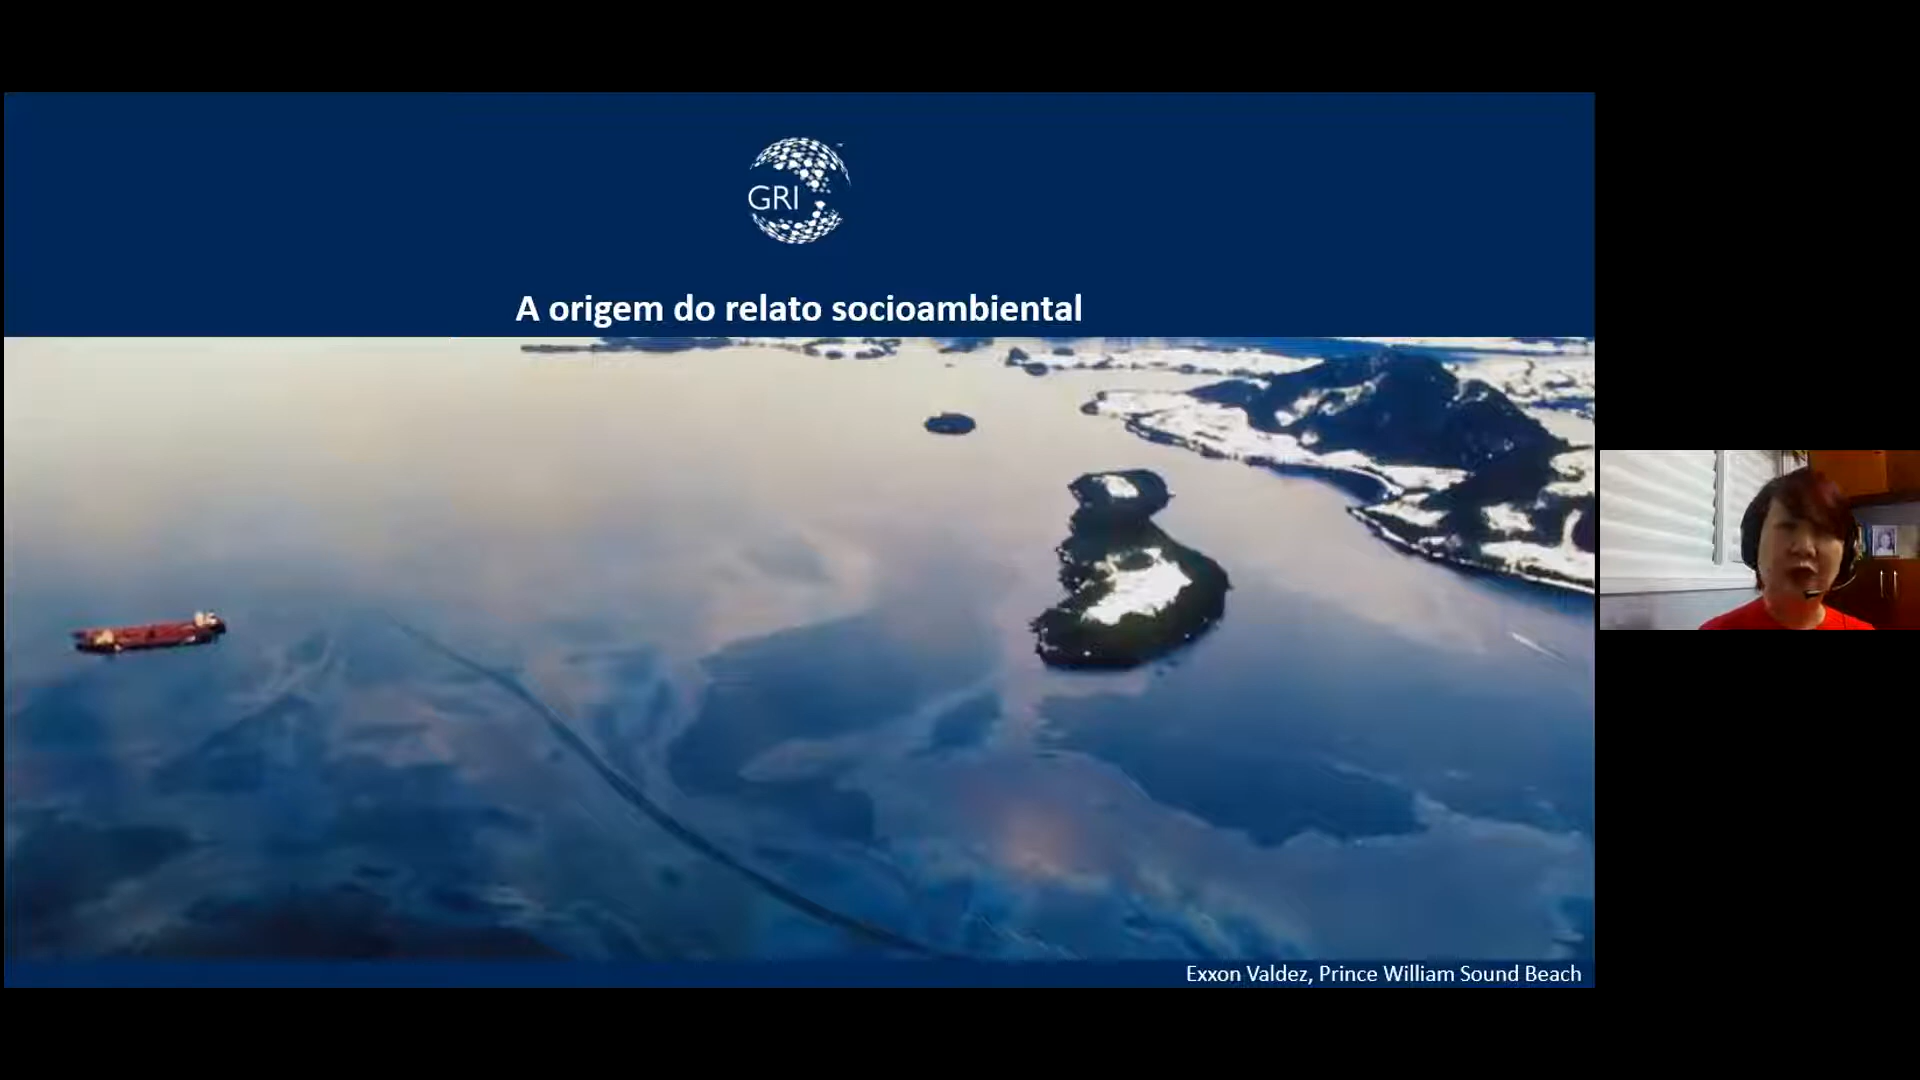 GRI
A origem do relato socioambiental
Exxon Valdez, Prince William Sound Beach